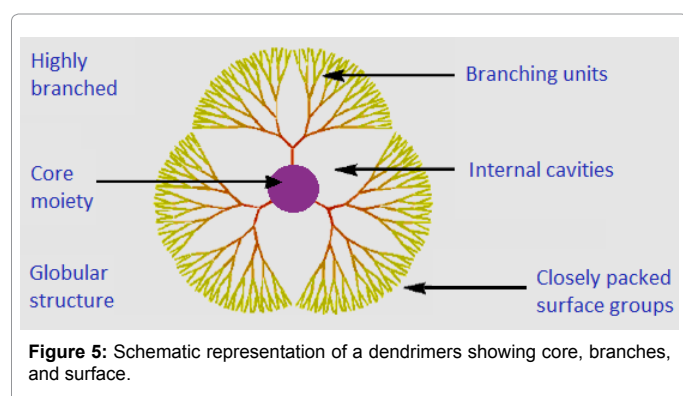 Highly
branched
Branching units
Core
moiety
Internal cavities
Globular
structure
Closely packed
surface groups
Figure 5: Schematic representation of a dendrimers showing core, branches,
and surface.